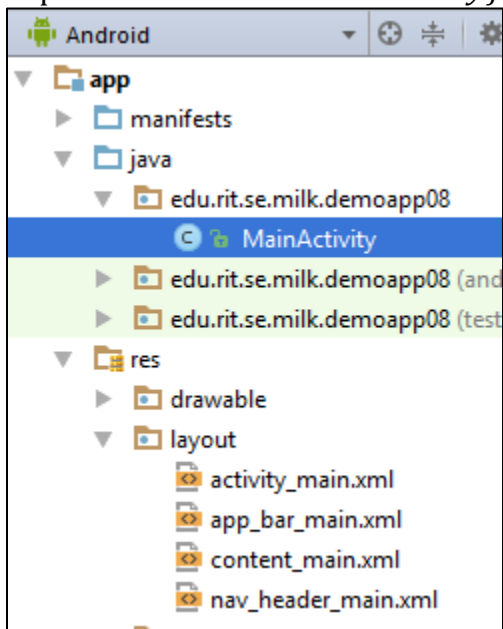 Android
app
manifests
java
edu.rit.se.milk.demoapp08
MainActivity
edu.rit.se.milk.demoapp08 (and
edu.rit.se.milk.demoapp08 (test
res
drawable
layout
activity_main.xml
app_bar_main.xml
content_main.xml
nav_header_main.xml